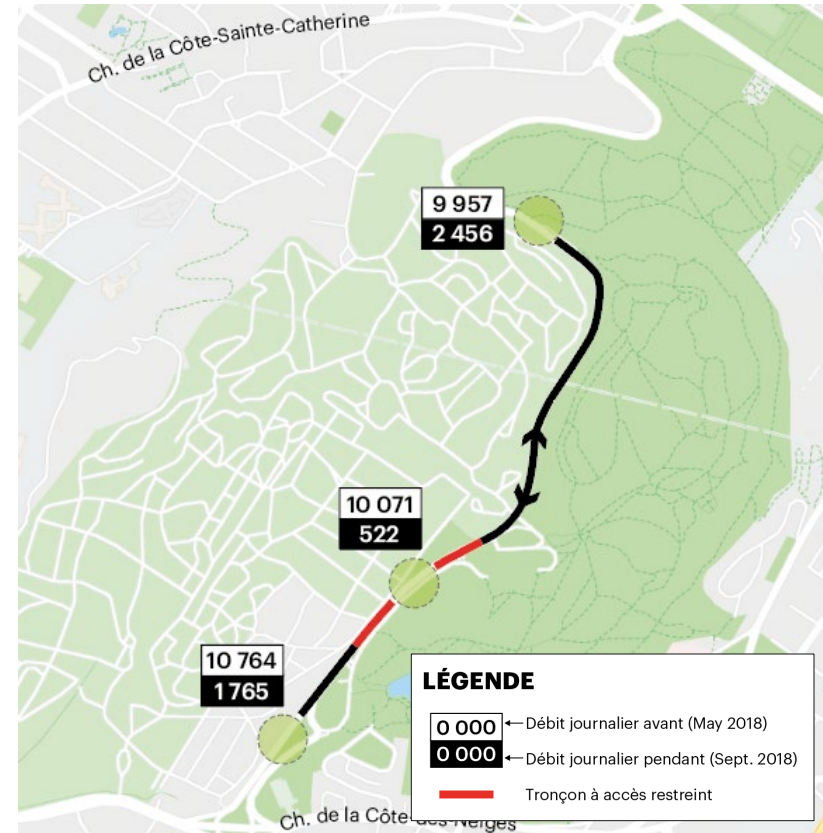 Ch. de la Côte-Sainte-Catherine
9 957
2 456
10 071
522
10 764
1 765
LÉGENDE
0 000 Débit journalier avant (May 2018)
0 000 Débit journalier pendant (Sept. 2018)
Tronçon à accès restreint
Ch. de la Côte-des-Neiges